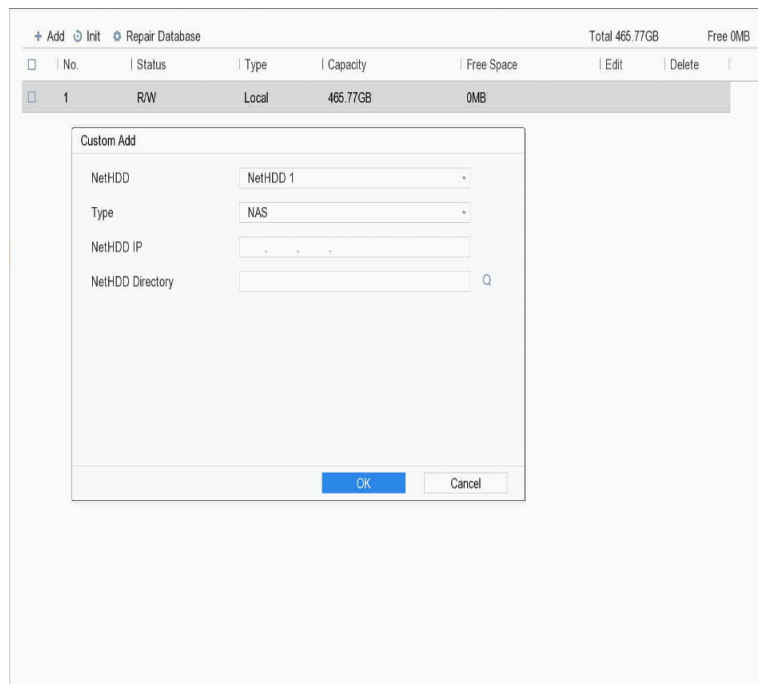 + Add Init Repair Database Total 465.77GB Free 0MB
No. Status Type Capacity Free Space Edit Delete
1 R/W Local 465.77GB 0MB
Custom Add
NetHDD NetHDD 1
Type NAS
NetHDD IP . . .
NetHDD Directory
OK Cancel